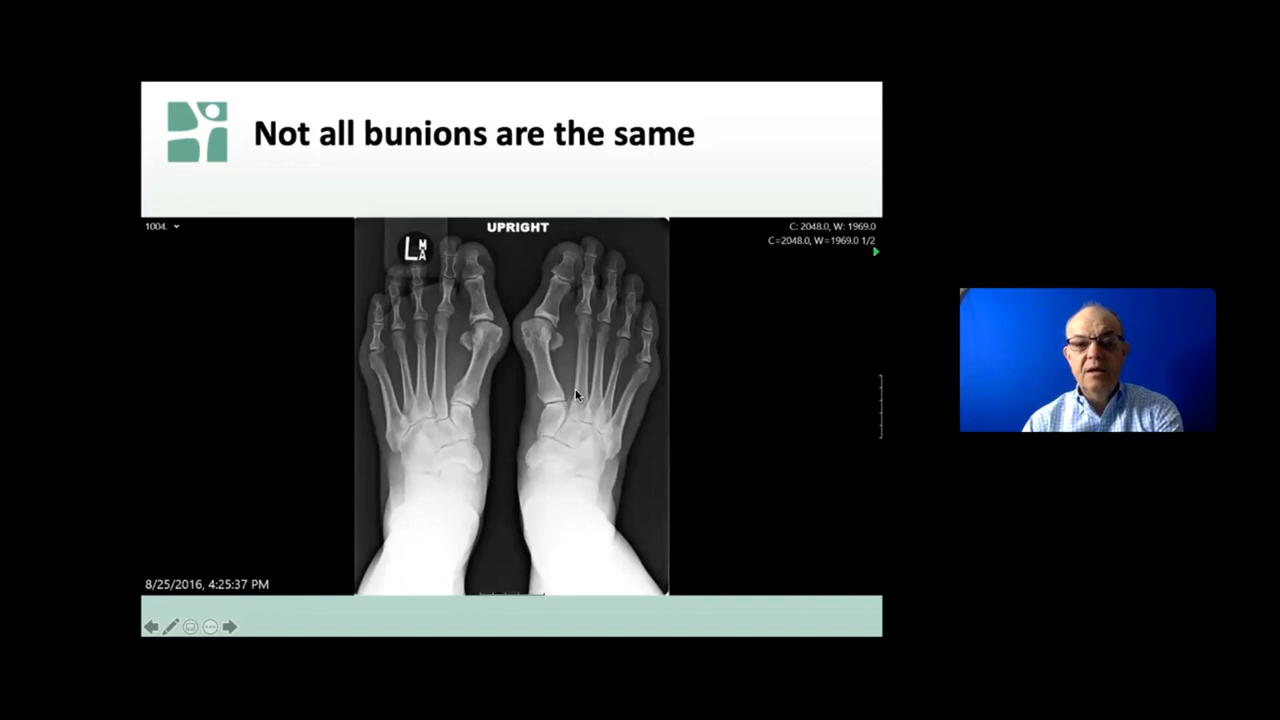 Not all bunions are the same
1004.
UPRIGHT
C: 2048.0, W: 1969.0
C=2048.0, W=1969.0 1/2
L M A
8/25/2016, 4:25:37 PM